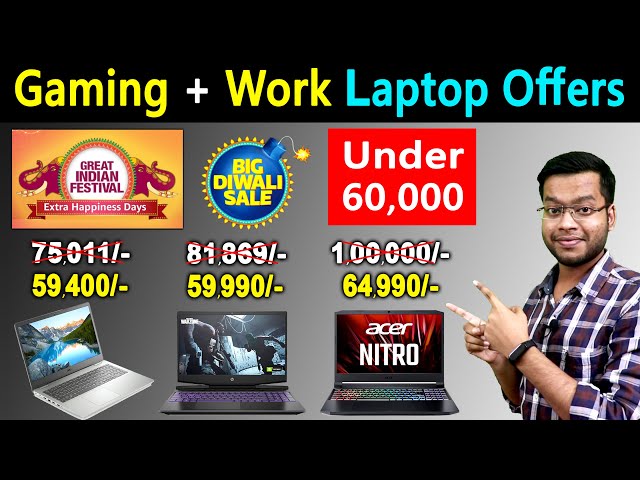 Gaming + Work Laptop Offers
GREAT
INDIAN
FESTIVAL
Extra Happiness Days
BIG
DIWALI
SALE
Under
60,000
75,011/-
59,400/-
81,869/-
59,990/-
1,00,000/-
64,990/-
acer
NITRO